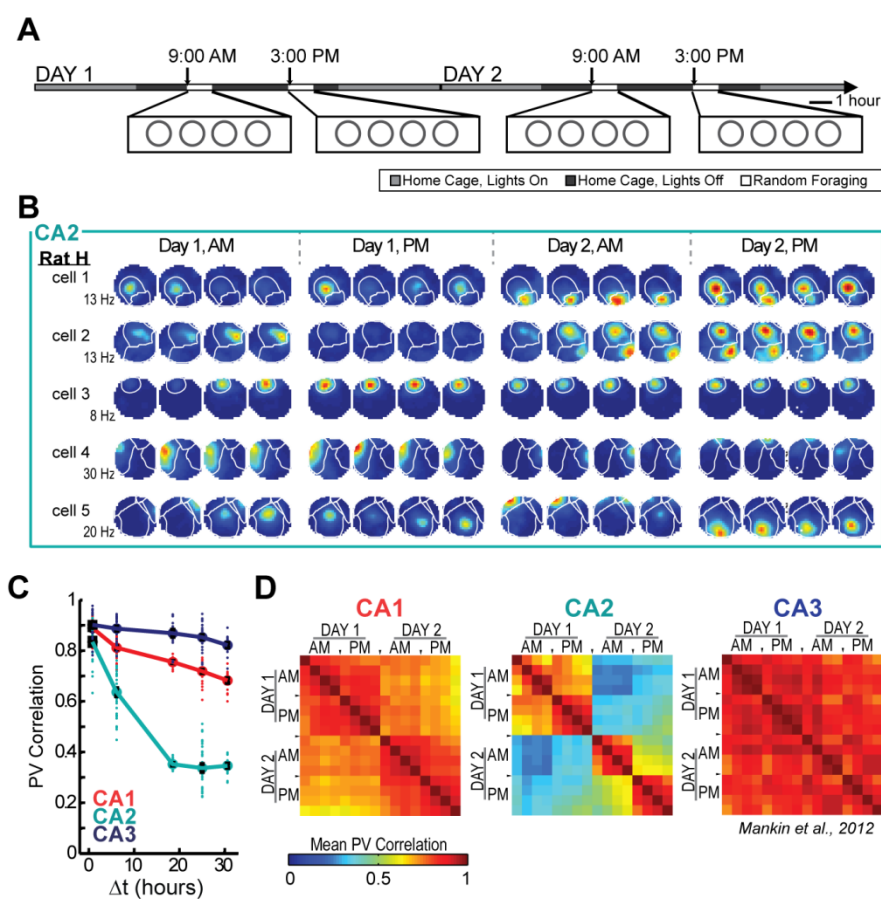 A
9:00 AM 3:00 PM 9:00 AM 3:00 PM
DAY 1 DAY 2
1 hour
Home Cage, Lights On Home Cage, Lights Off Random Foraging
B
CA2
Day 1, AM Day 1, PM Day 2, AM Day 2, PM
Rat H
cell 1
13 Hz
cell 2
13 Hz
cell 3
8 Hz
cell 4
30 Hz
cell 5
20 Hz
C
1
0.8
0.6
0.4
0.2
0
PV Correlation
CA1
CA2
CA3
0 10 20 30
Δt (hours)
D
CA1 CA2 CA3
DAY 1 DAY 2 DAY 1 DAY 2 DAY 1 DAY 2
AM , PM , AM , PM AM , PM , AM , PM AM , PM , AM , PM
DAY 1 AM PM DAY 1 AM PM DAY 1 AM PM
DAY 2 AM PM DAY 2 AM PM DAY 2 AM PM
Mankin et al., 2012
Mean PV Correlation
0 0.5 1